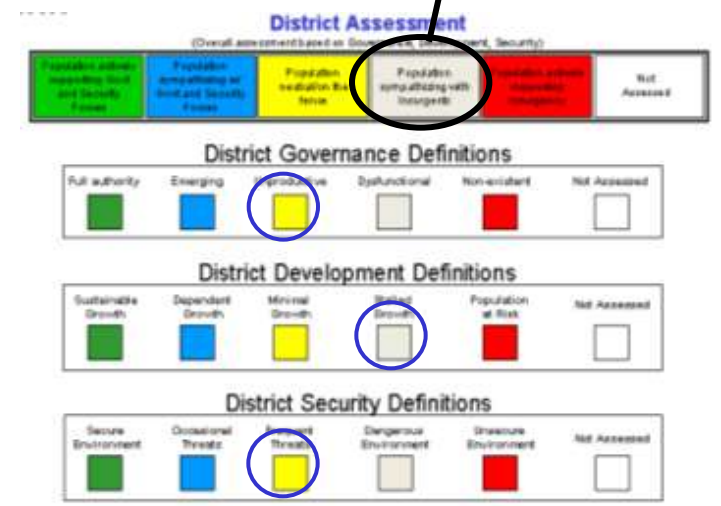 District Assessment
(Overall assessment based on Governance, Development, Security)
Population actively supporting Govt and Security Forces
Population sympathizing w/ Govt and Security Forces
Population neutral/on the fence
Population sympathizing with Insurgents
Population actively supporting Insurgency
Not Assessed
District Governance Definitions
Full authority Emerging Unproductive Dysfunctional Non-existent Not Assessed
District Development Definitions
Sustainable Growth
Dependent Growth
Minimal Growth
Stalled Growth
Population at Risk
Not Assessed
District Security Definitions
Secure Environment
Occasional Threats
Frequent Threats
Dangerous Environment
Unsecure Environment
Not Assessed